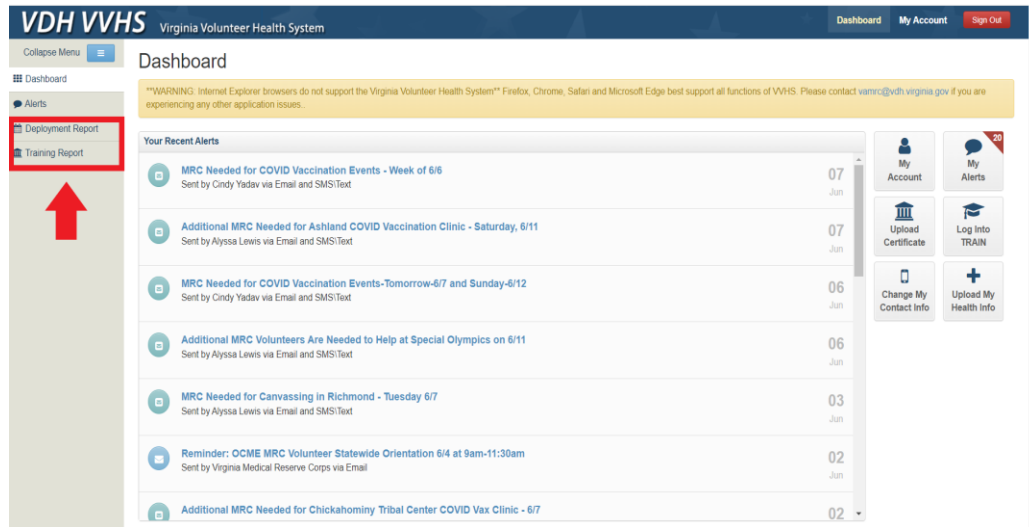 VDH VVHS Virginia Volunteer Health System
Dashboard My Account Sign Out
Collapse Menu
Dashboard
Alerts
Deployment Report
Training Report
Dashboard
**WARNING: Internet Explorer browsers do not support the Virginia Volunteer Health System** Firefox, Chrome, Safari and Microsoft Edge best support all functions of VVHS. Please contact vamrc@vdh.virginia.gov if you are
experiencing any other application issues..
Your Recent Alerts
MRC Needed for COVID Vaccination Events - Week of 6/6
Sent by Cindy Yadav via Email and SMS\Text
07
Jun
Additional MRC Needed for Ashland COVID Vaccination Clinic - Saturday, 6/11
Sent by Alyssa Lewis via Email and SMS\Text
07
Jun
MRC Needed for COVID Vaccination Events-Tomorrow-6/7 and Sunday-6/12
Sent by Cindy Yadav via Email and SMS\Text
06
Jun
Additional MRC Volunteers Are Needed to Help at Special Olympics on 6/11
Sent by Alyssa Lewis via Email and SMS\Text
06
Jun
MRC Needed for Canvassing in Richmond - Tuesday 6/7
Sent by Alyssa Lewis via Email and SMS\Text
03
Jun
Reminder: OCME MRC Volunteer Statewide Orientation 6/4 at 9am-11:30am
Sent by Virginia Medical Reserve Corps via Email
02
Jun
Additional MRC Needed for Chickahominy Tribal Center COVID Vax Clinic - 6/7
02
My
Account
20
My
Alerts
Upload
Certificate
Log Into
TRAIN
Change My
Contact Info
Upload My
Health Info